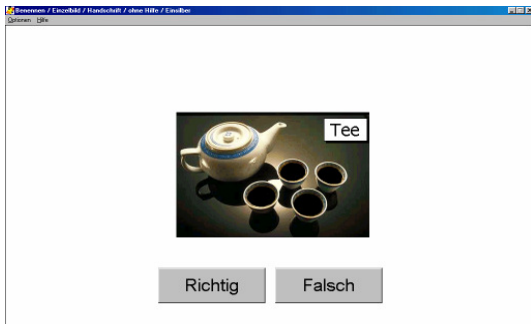 Benennen / Einzelbild / Handschrift / ohne Hilfe / Einsilber
Optionen Hilfe
Tee
Richtig Falsch